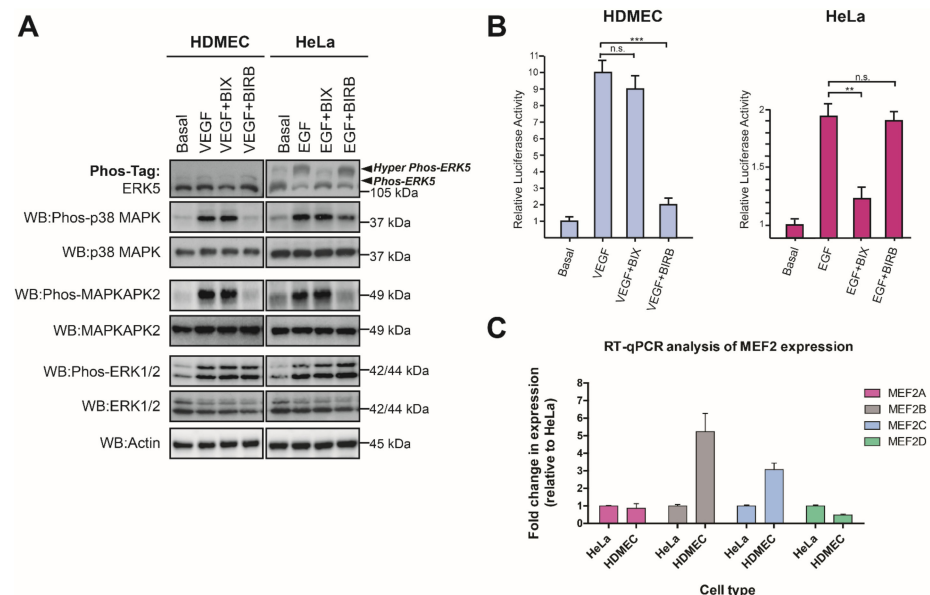 A
HDMEC
HeLa
Basal
VEGF
VEGF+BIX
VEGF+BIRB
Basal
EGF
EGF+BIX
EGF+BIRB
Phos-Tag:
ERK5
Hyper Phos-ERK5
Phos-ERK5
105 kDa
WB:Phos-p38 MAPK
37 kDa
WB:p38 MAPK
37 kDa
WB:Phos-MAPKAPK2
49 kDa
WB:MAPKAPK2
49 kDa
WB:Phos-ERK1/2
42/44 kDa
WB:ERK1/2
42/44 kDa
WB:Actin
45 kDa
B
HDMEC
***
n.s.
Relative Luciferase Activity
11
10
9
8
7
6
5
4
3
2
1
Basal
VEGF
VEGF+BIX
VEGF+BIRB
HeLa
n.s.
**
Relative Luciferase Activity
2
1.5
1
Basal
EGF
EGF+BIX
EGF+BIRB
C
RT-qPCR analysis of MEF2 expression
Fold change in expression
(relative to HeLa)
8
7
5
4
3
1
0
HeLa
HDMEC
HeLa
HDMEC
HeLa
HDMEC
HeLa
HDMEC
Cell type
MEF2A
MEF2B
MEF2C
MEF2D